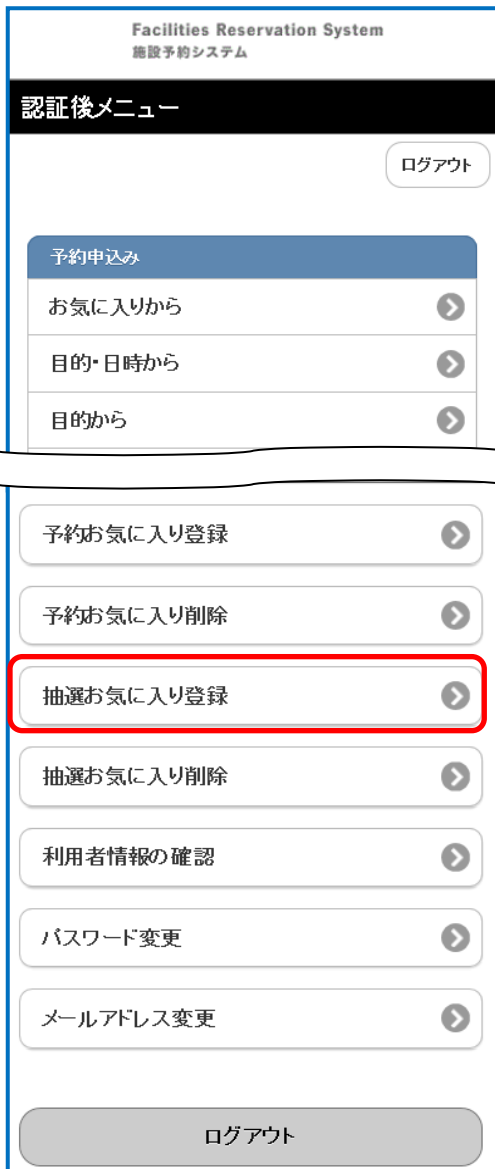 Facilities Reservation System
施設予約システム
認証後メニュー
ログアウト
予約申込み
お気に入りから
目的・日時から
目的から
予約お気に入り登録
予約お気に入り削除
抽選お気に入り登録
抽選お気に入り削除
利用者情報の確認
パスワード変更
メールアドレス変更
ログアウト